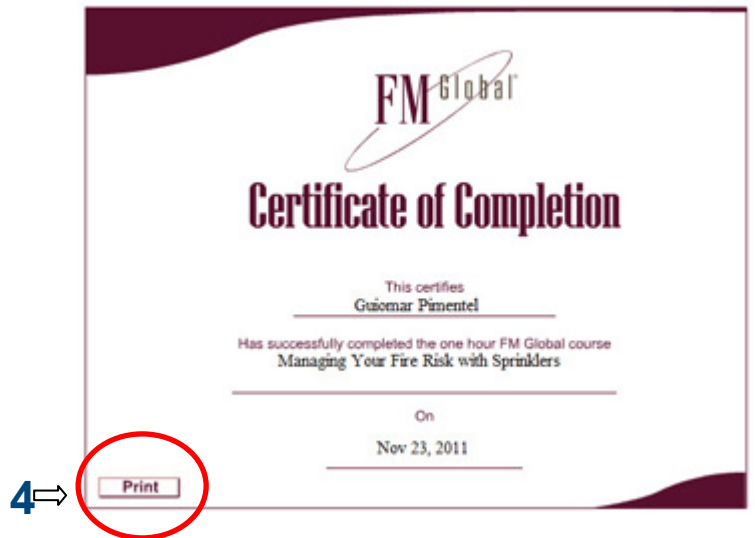 FM Global
Certificate of Completion
This certifies
Guiomar Pimentel
Has successfully completed the one hour FM Global course
Managing Your Fire Risk with Sprinklers
On
Nov 23, 2011
4⇨ Print